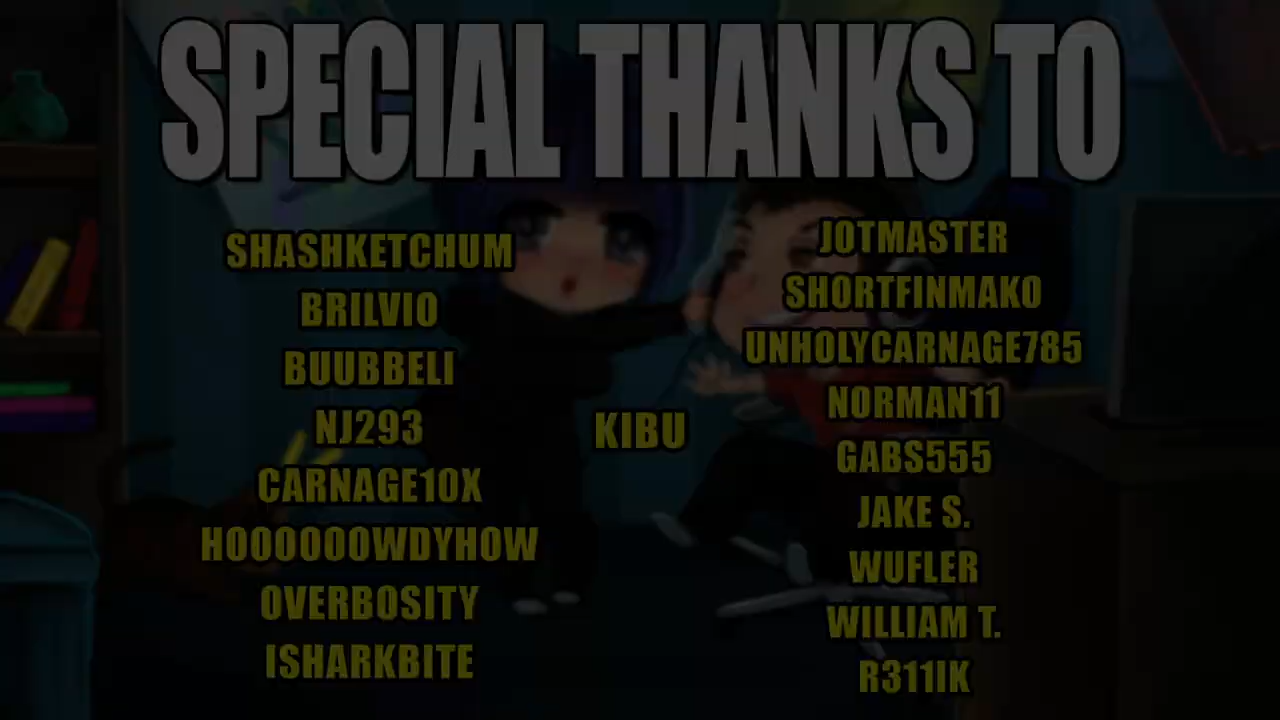 SPECIAL THANKS TO
SHASHKETCHUM
BRILVIO
BUUBBELI
NJ293
CARNAGE10X
HOOOOOOWDYHOW
OVERBOSITY
ISHARKBITE
KIBU
JOTMASTER
SHORTFINMAKO
UNHOLYCARNAGE785
NORMAN11
GABS555
JAKE S.
WUFLER
WILLIAM T.
R311IK